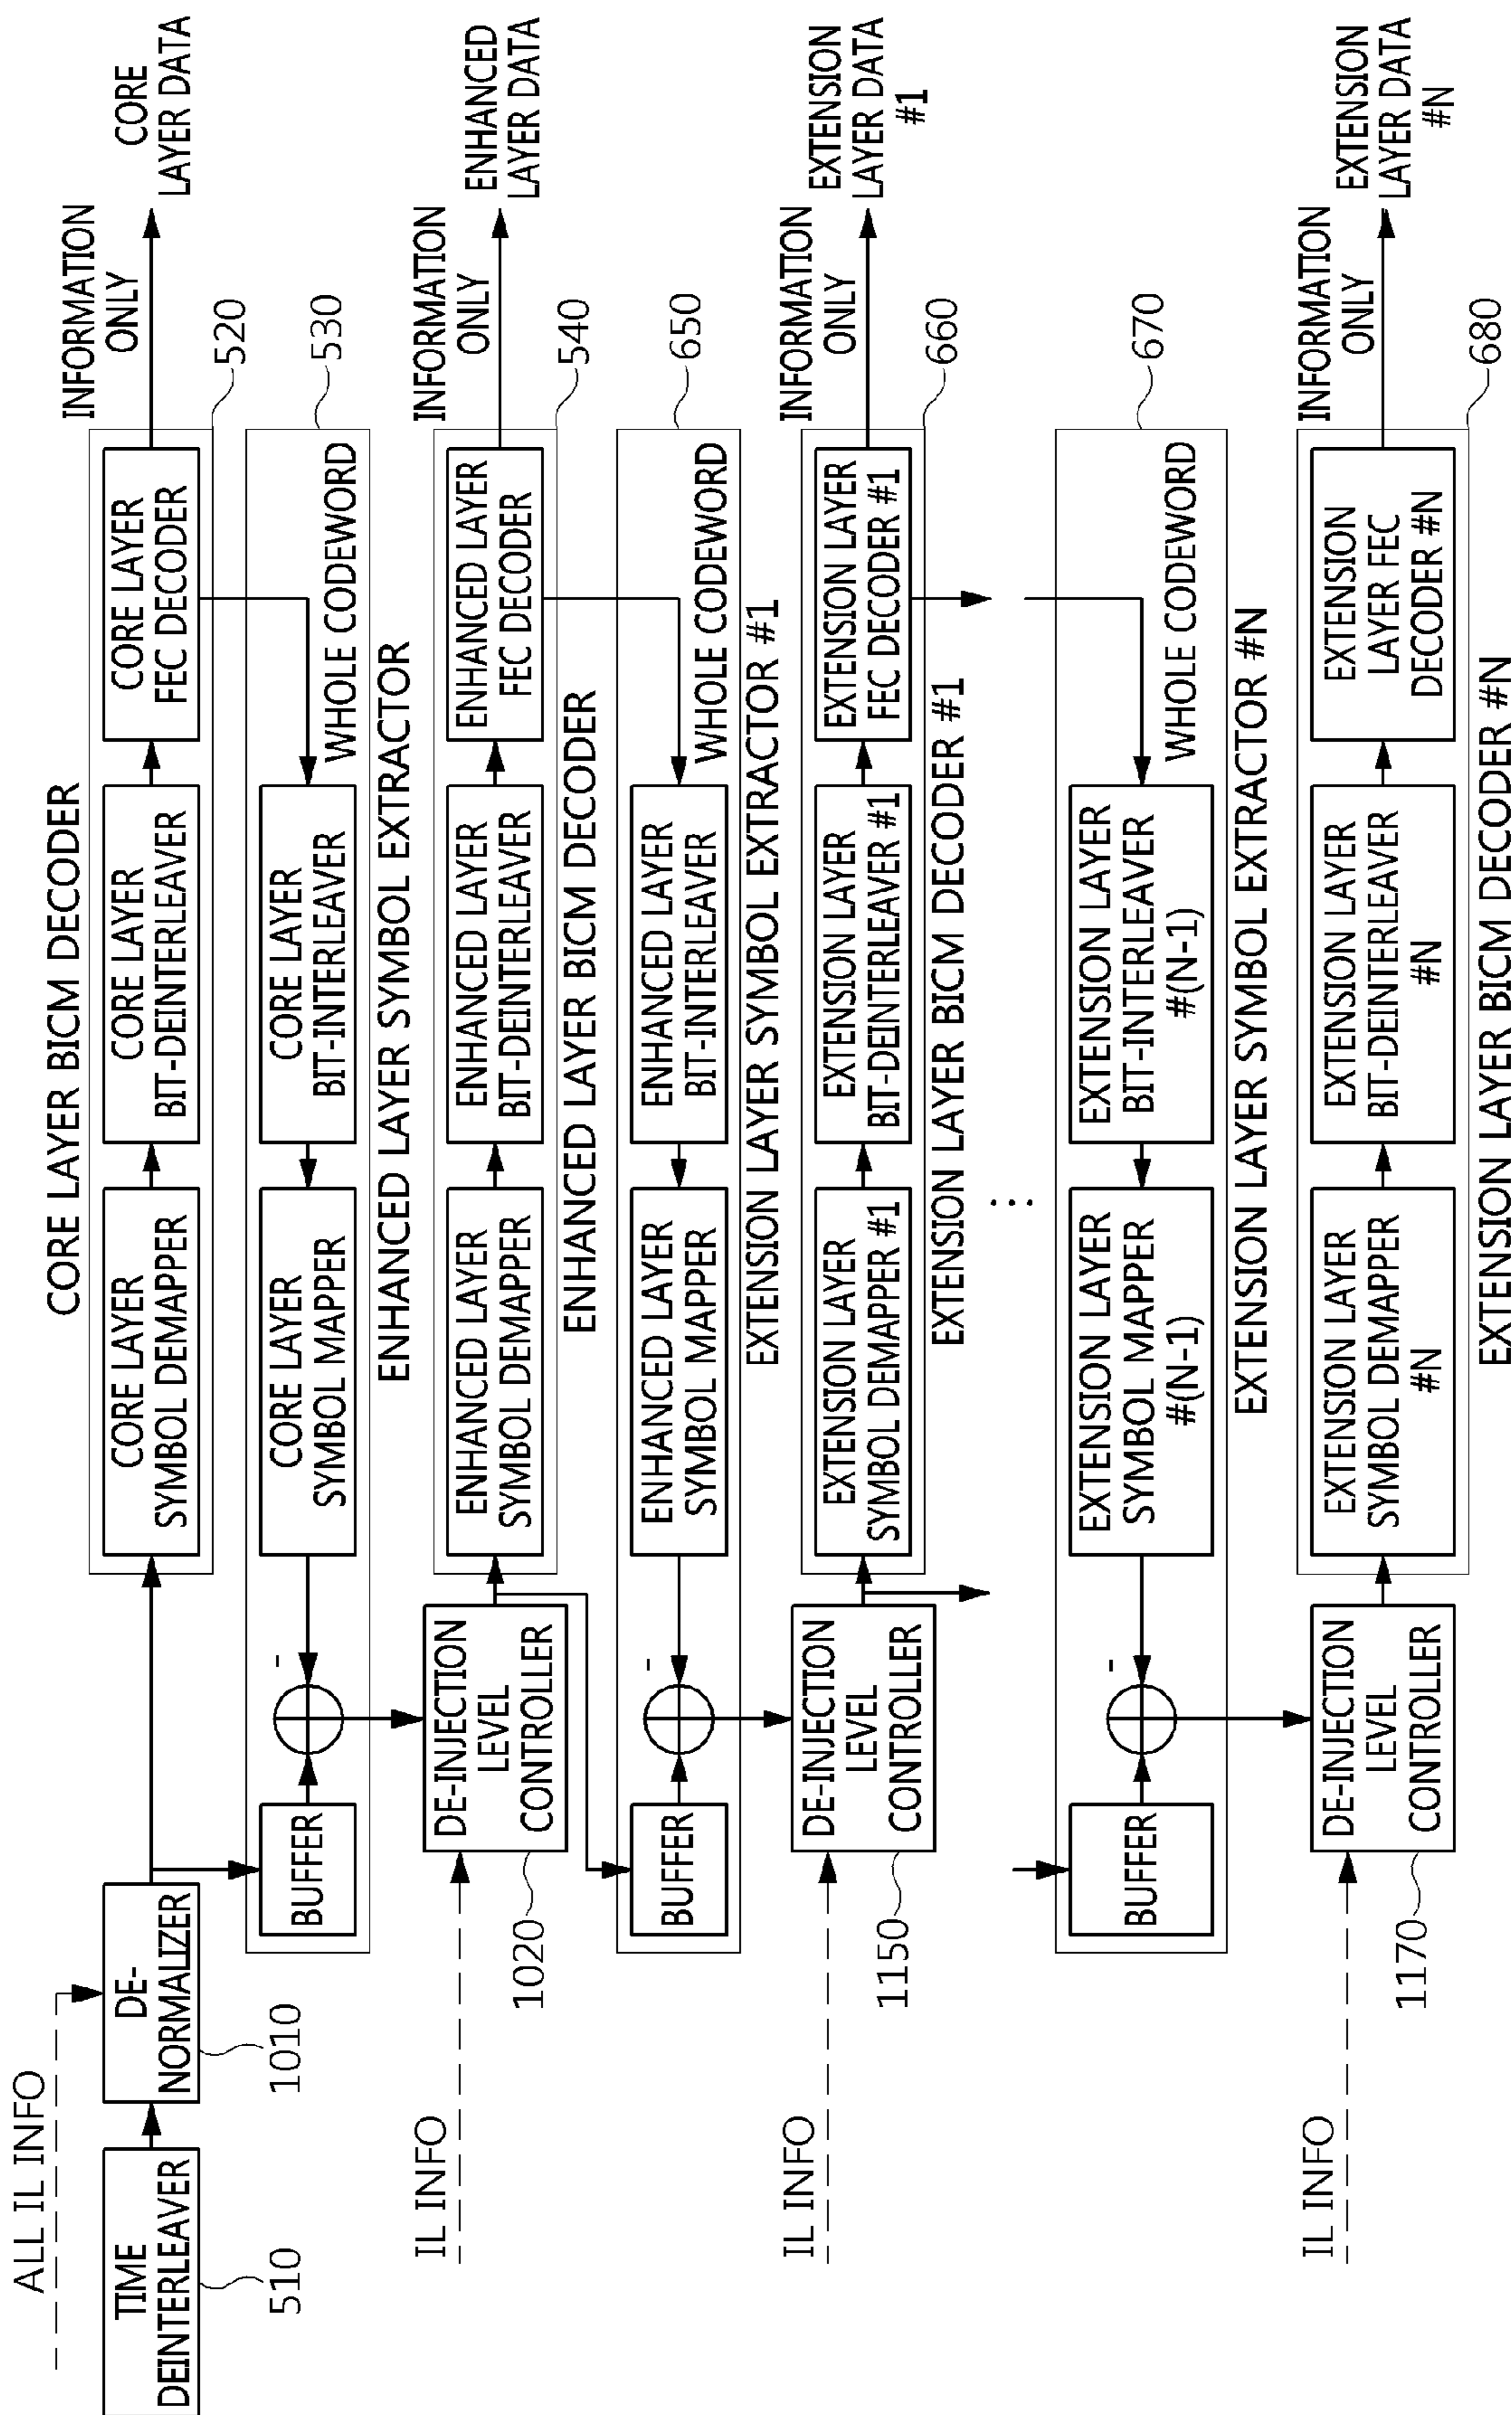 ALL IL INFO
TIME
DEINTERLEAVER
510
DE-
NORMALIZER
1010
CORE LAYER BICM DECODER
CORE LAYER
SYMBOL DEMAPPER
CORE LAYER
BIT-DEINTERLEAVER
CORE LAYER
FEC DECODER
INFORMATION
ONLY
CORE
LAYER DATA
520
BUFFER
-
CORE LAYER
SYMBOL MAPPER
CORE LAYER
BIT-INTERLEAVER
WHOLE CODEWORD
530
ENHANCED LAYER SYMBOL EXTRACTOR
IL INFO
DE-INJECTION
LEVEL
CONTROLLER
1020
ENHANCED LAYER
SYMBOL DEMAPPER
ENHANCED LAYER
BIT-DEINTERLEAVER
ENHANCED LAYER
FEC DECODER
INFORMATION
ONLY
ENHANCED
LAYER DATA
540
ENHANCED LAYER BICM DECODER
BUFFER
-
ENHANCED LAYER
SYMBOL MAPPER
ENHANCED LAYER
BIT-INTERLEAVER
WHOLE CODEWORD
650
EXTENSION LAYER SYMBOL EXTRACTOR #1
IL INFO
DE-INJECTION
LEVEL
CONTROLLER
1150
EXTENSION LAYER
SYMBOL DEMAPPER #1
EXTENSION LAYER
BIT-DEINTERLEAVER #1
EXTENSION LAYER
FEC DECODER #1
INFORMATION
ONLY
EXTENSION
LAYER DATA
#1
660
EXTENSION LAYER BICM DECODER #1
...
BUFFER
-
EXTENSION LAYER
SYMBOL MAPPER
#(N-1)
EXTENSION LAYER
BIT-INTERLEAVER
#(N-1)
WHOLE CODEWORD
670
EXTENSION LAYER SYMBOL EXTRACTOR #N
IL INFO
DE-INJECTION
LEVEL
CONTROLLER
1170
EXTENSION LAYER
SYMBOL DEMAPPER
#N
EXTENSION LAYER
BIT-DEINTERLEAVER
#N
EXTENSION
LAYER FEC
DECODER #N
INFORMATION
ONLY
EXTENSION
LAYER DATA
#N
680
EXTENSION LAYER BICM DECODER #N